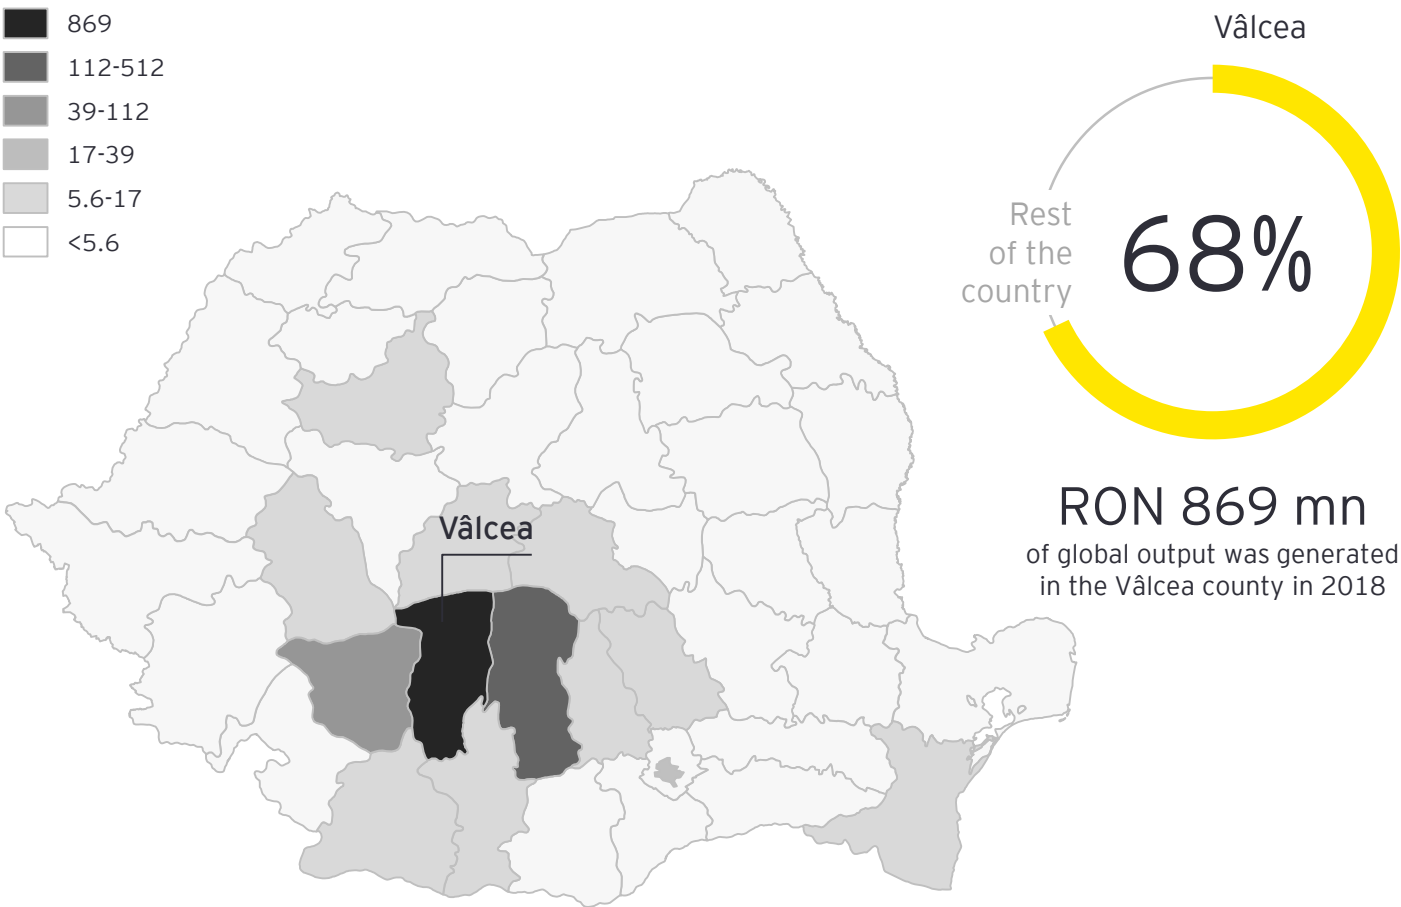 869
112-512
39-112
17-39
5.6-17
<5.6
Vâlcea
Vâlcea
Rest
of the
country
68%
RON 869 mn
of global output was generated
in the Vâlcea county in 2018